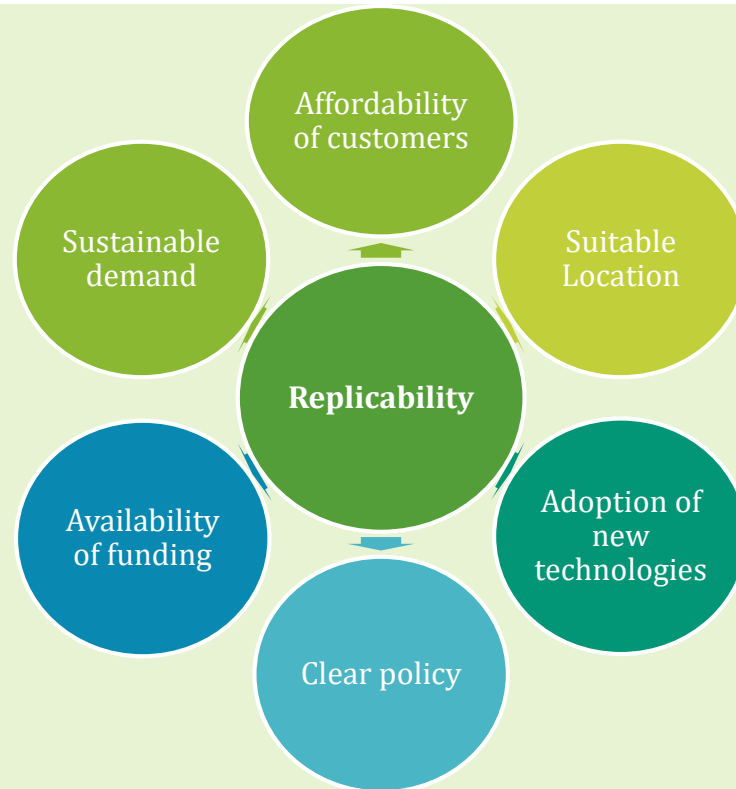 Affordability
of customers
Sustainable
demand
Suitable
Location
Replicability
Availability
of funding
Adoption of
new
technologies
Clear policy